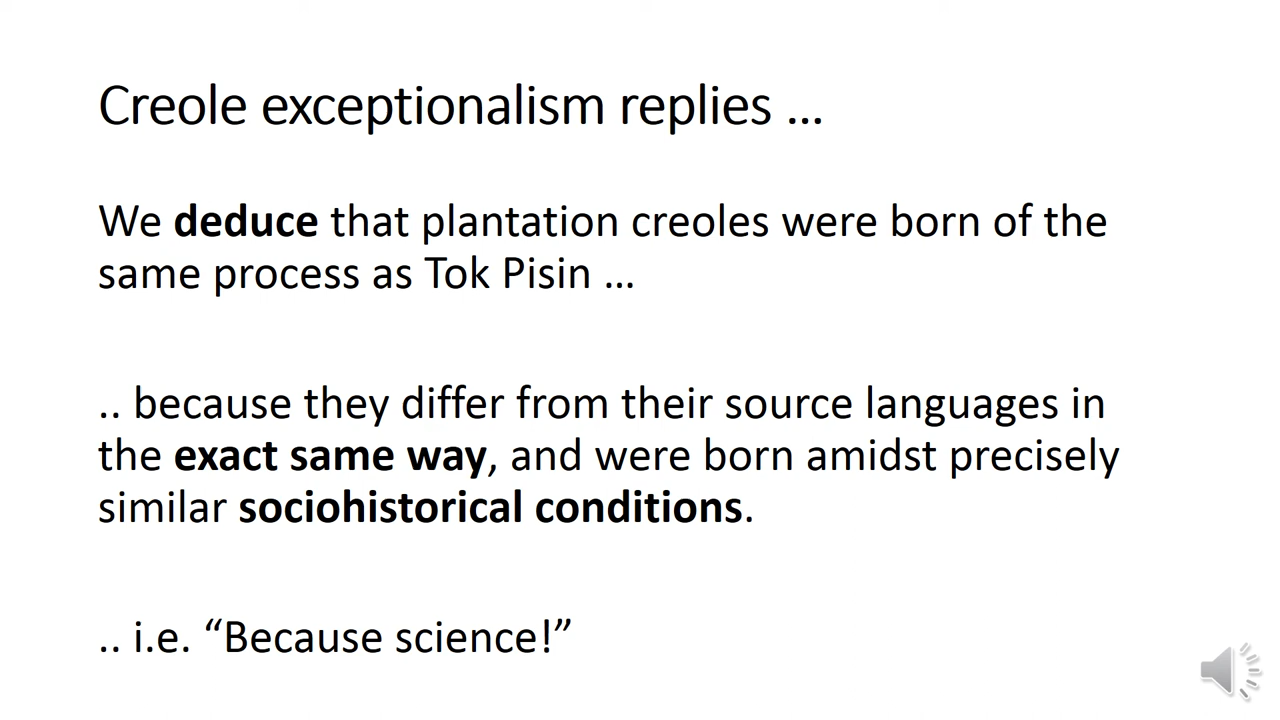 Creole exceptionalism replies ...
We deduce that plantation creoles were born of the
same process as Tok Pisin ...
.. because they differ from their source languages in
the exact same way, and were born amidst precisely
similar sociohistorical conditions.
.. i.e. “Because science!”